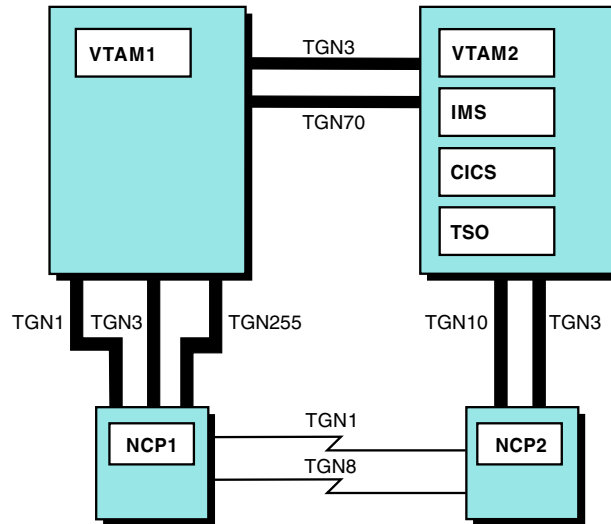 VTAM1
TGN3
TGN70
VTAM2
IMS
CICS
TSO
TGN1
TGN3
TGN255
TGN10
TGN3
NCP1
TGN1
TGN8
NCP2